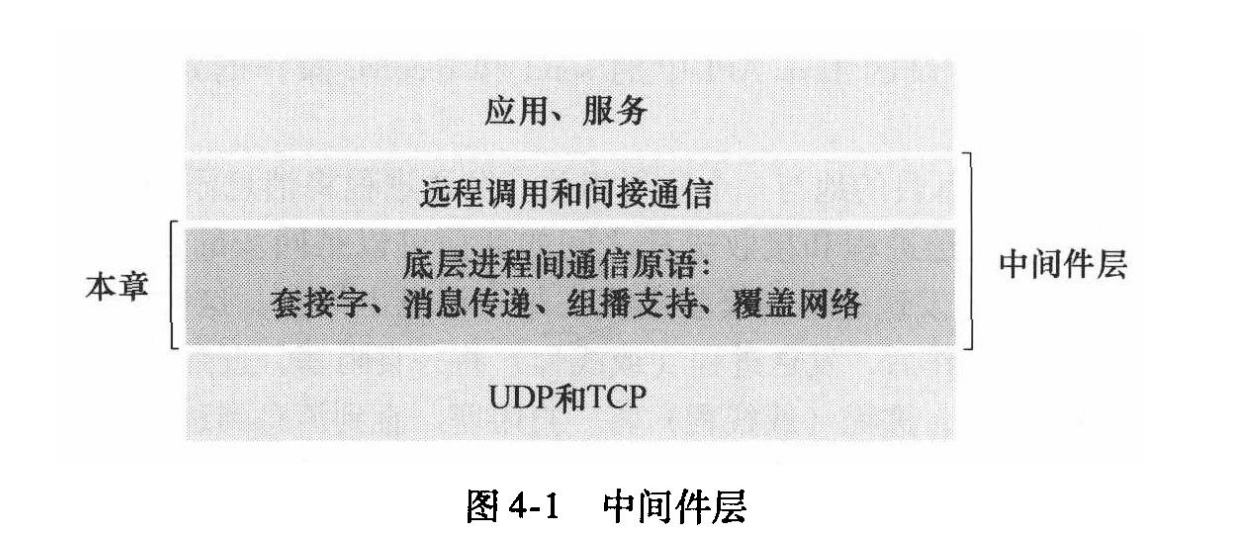 应用、服务
远程调用和间接通信
本章
底层进程间通信原语：
套接字、消息传递、组播支持、覆盖网络
中间件层
UDP和TCP
图 4-1 中间件层